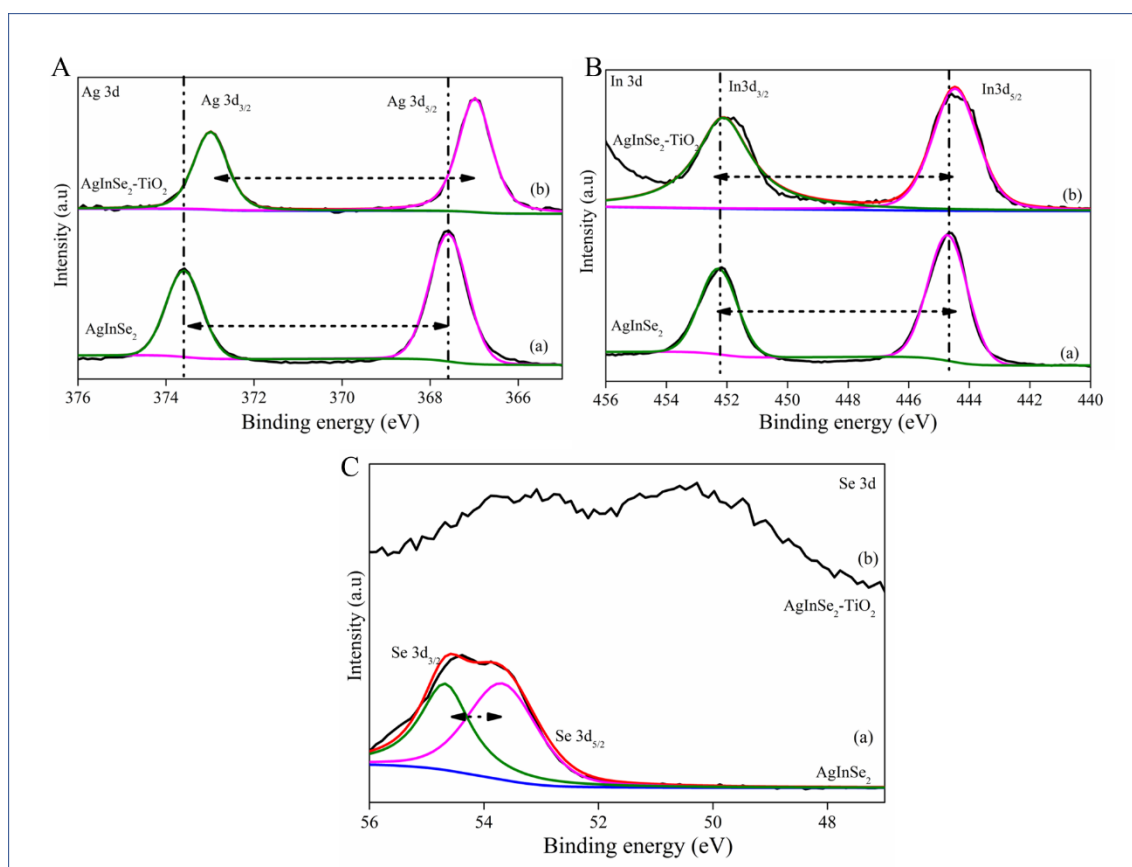 A
Ag 3d
Ag 3d3/2
Ag 3d5/2
AgInSe2-TiO2
(b)
AgInSe2
(a)
Intensity (a.u)
376 374 372 370 368 366
Binding energy (eV)
B
In 3d
In3d3/2
In3d5/2
AgInSe2-TiO2
(b)
AgInSe2
(a)
Intensity (a.u)
456 454 452 450 448 446 444 442 440
Binding energy (eV)
C
Se 3d
(b)
AgInSe2-TiO2
Se 3d3/2
Se 3d5/2
(a)
AgInSe2
Intensity (a.u)
56 54 52 50 48
Binding energy (eV)